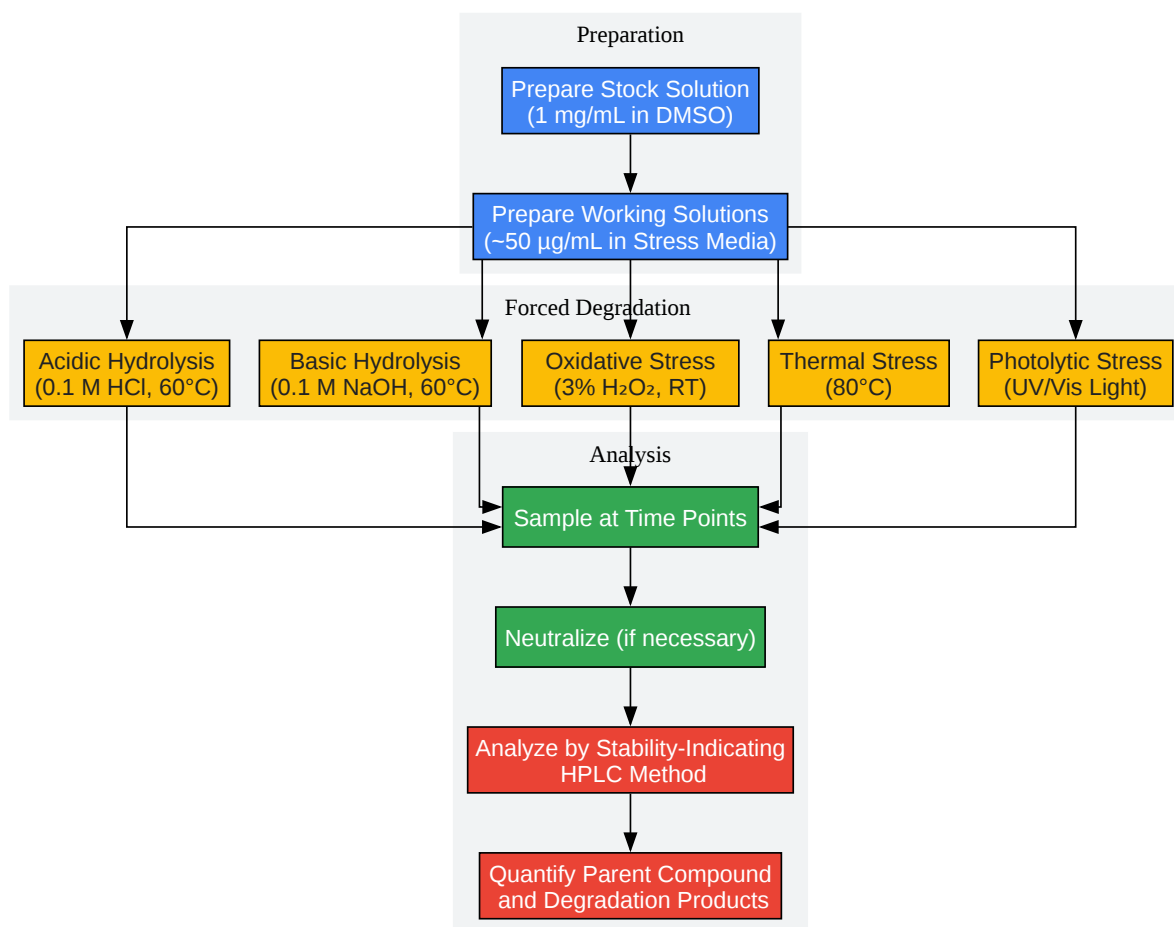 Preparation
Prepare Stock Solution
(1 mg/mL in DMSO)
Prepare Working Solutions
(~50 µg/mL in Stress Media)
Forced Degradation
Acidic Hydrolysis
(0.1 M HCl, 60°C)
Basic Hydrolysis
(0.1 M NaOH, 60°C)
Oxidative Stress
(3% H₂O₂, RT)
Thermal Stress
(80°C)
Photolytic Stress
(UV/Vis Light)
Analysis
Sample at Time Points
Neutralize (if necessary)
Analyze by Stability-Indicating
HPLC Method
Quantify Parent Compound
and Degradation Products